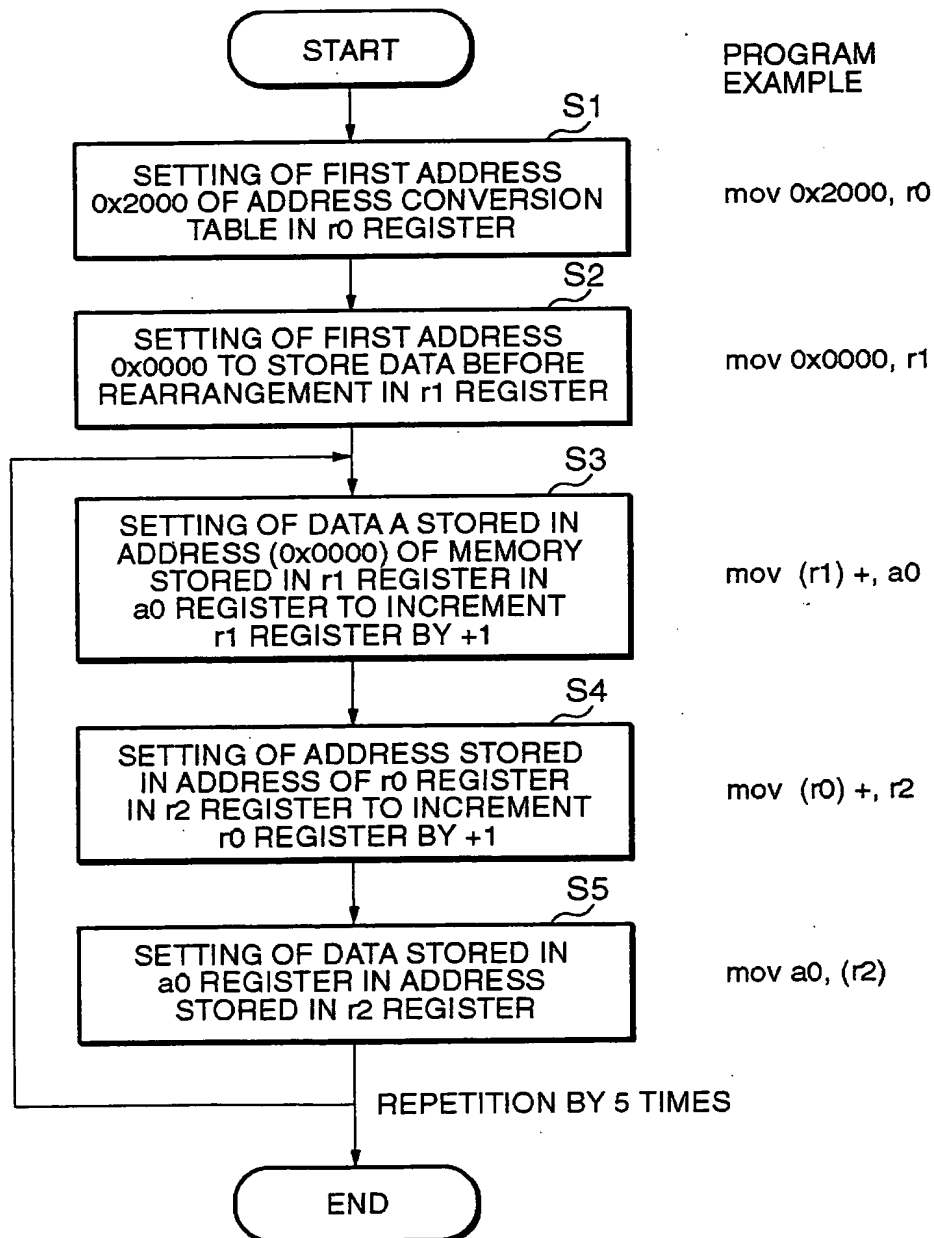 START
PROGRAM
EXAMPLE
S1
SETTING OF FIRST ADDRESS
0x2000 OF ADDRESS CONVERSION
TABLE IN r0 REGISTER
mov 0x2000, r0
S2
SETTING OF FIRST ADDRESS
0x0000 TO STORE DATA BEFORE
REARRANGEMENT IN r1 REGISTER
mov 0x0000, r1
S3
SETTING OF DATA A STORED IN
ADDRESS (0x0000) OF MEMORY
STORED IN r1 REGISTER IN
a0 REGISTER TO INCREMENT
r1 REGISTER BY +1
mov (r1) +, a0
S4
SETTING OF ADDRESS STORED
IN ADDRESS OF r0 REGISTER
IN r2 REGISTER TO INCREMENT
r0 REGISTER BY +1
mov (r0) +, r2
S5
SETTING OF DATA STORED IN
a0 REGISTER IN ADDRESS
STORED IN r2 REGISTER
mov a0, (r2)
REPETITION BY 5 TIMES
END